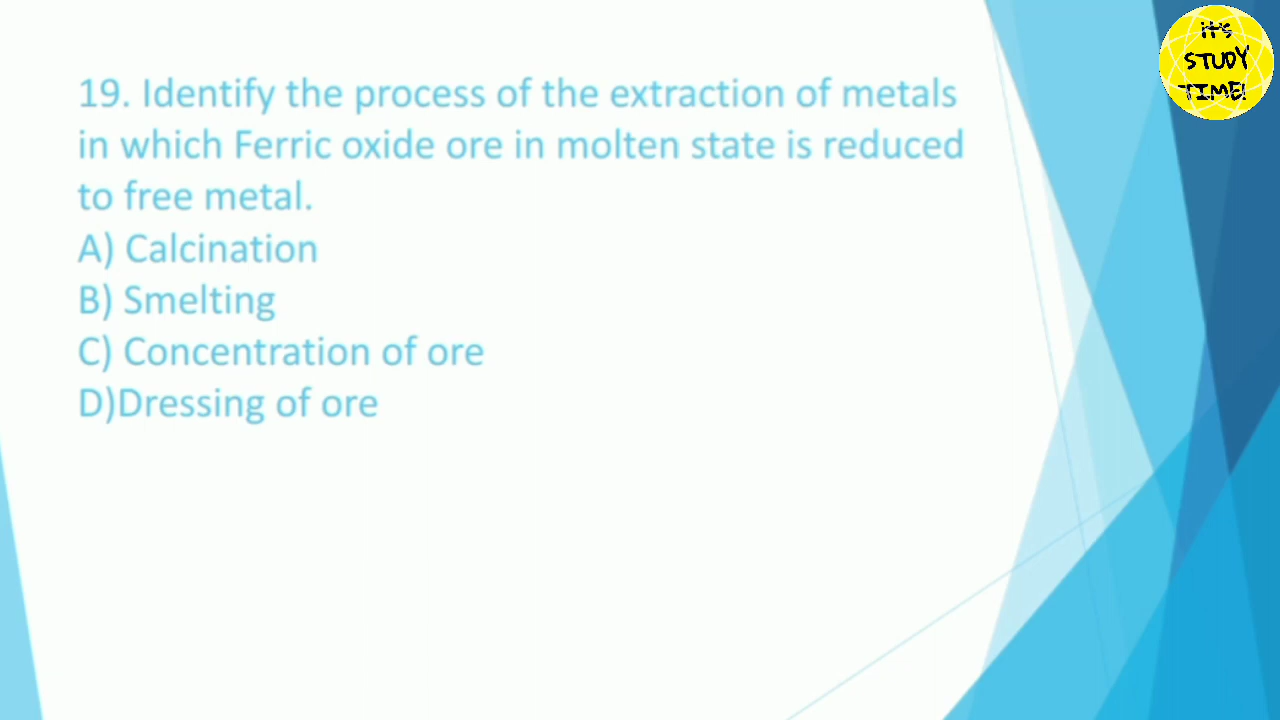 19. Identify the process of the extraction of metals
in which Ferric oxide ore in molten state is reduced
to free metal.
A) Calcination
B) Smelting
C) Concentration of ore
D)Dressing of ore
it's
STUDY
TIME!